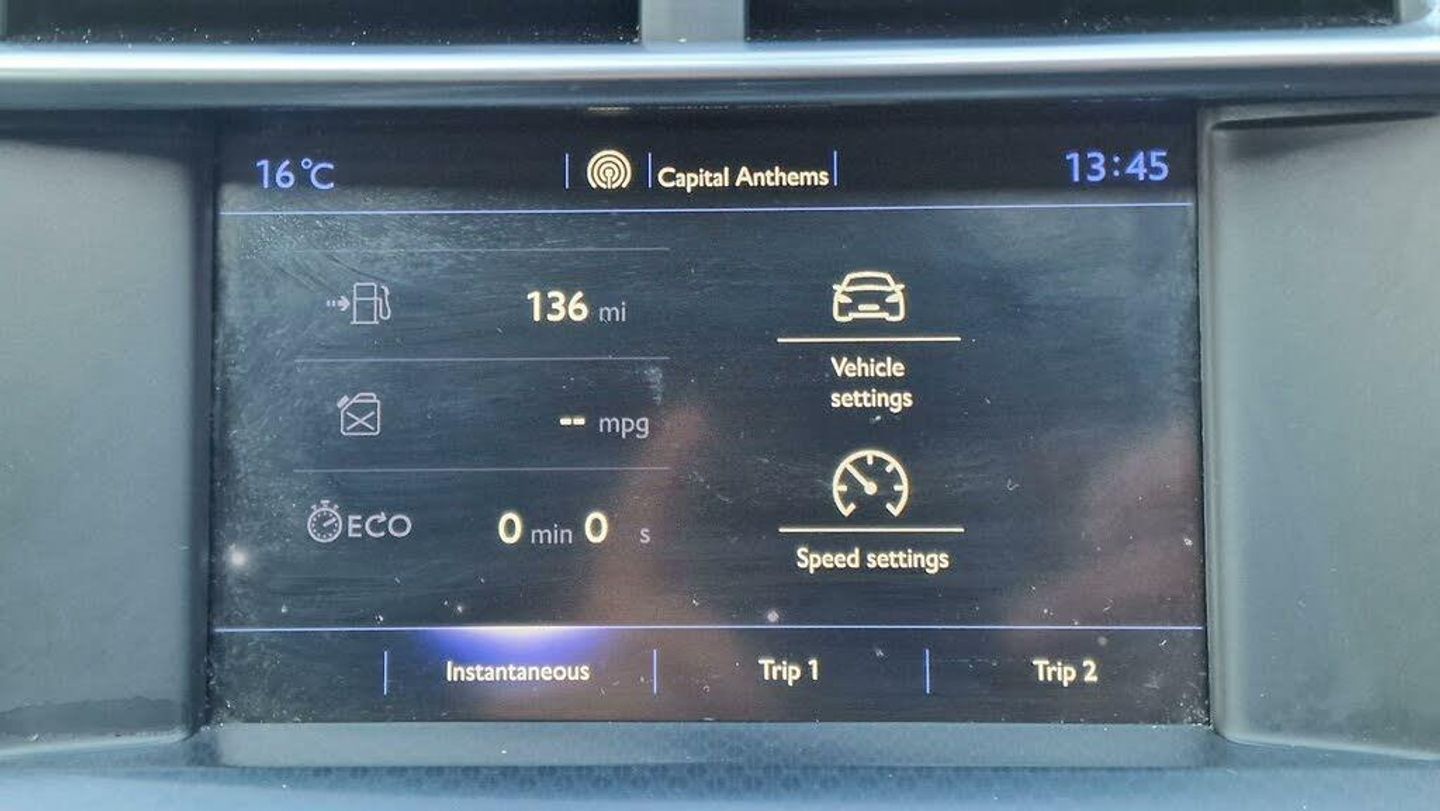 16°C
Capital Anthems
13:45
136 mi
-- mpg
ECO
0 min 0 s
Vehicle
settings
Speed settings
Instantaneous
Trip 1
Trip 2